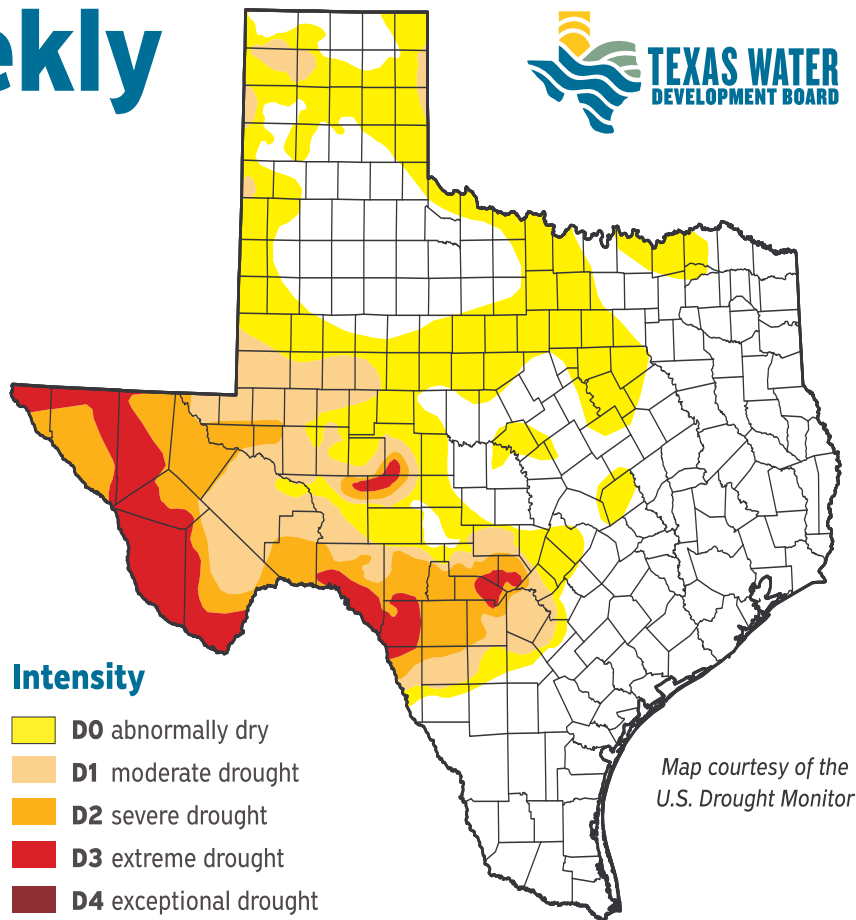 ekly
TEXAS WATER
DEVELOPMENT BOARD
Intensity
D0 abnormally dry
D1 moderate drought
D2 severe drought
D3 extreme drought
D4 exceptional drought
Map courtesy of the
U.S. Drought Monitor